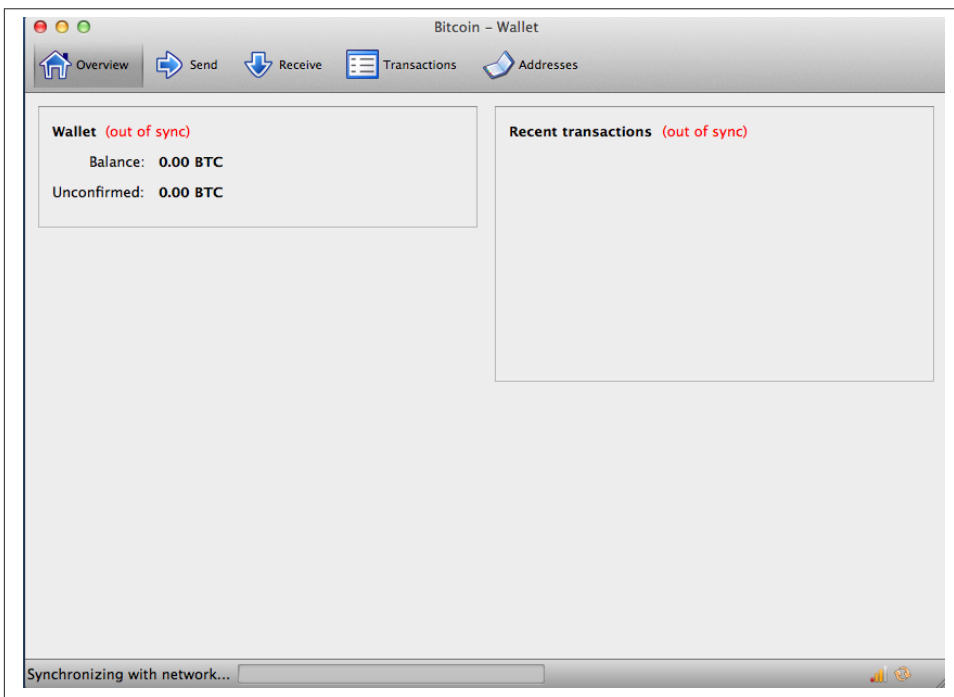 Bitcoin – Wallet
Overview Send Receive Transactions Addresses
Wallet (out of sync)
Balance: 0.00 BTC
Unconfirmed: 0.00 BTC
Recent transactions (out of sync)
Synchronizing with network...